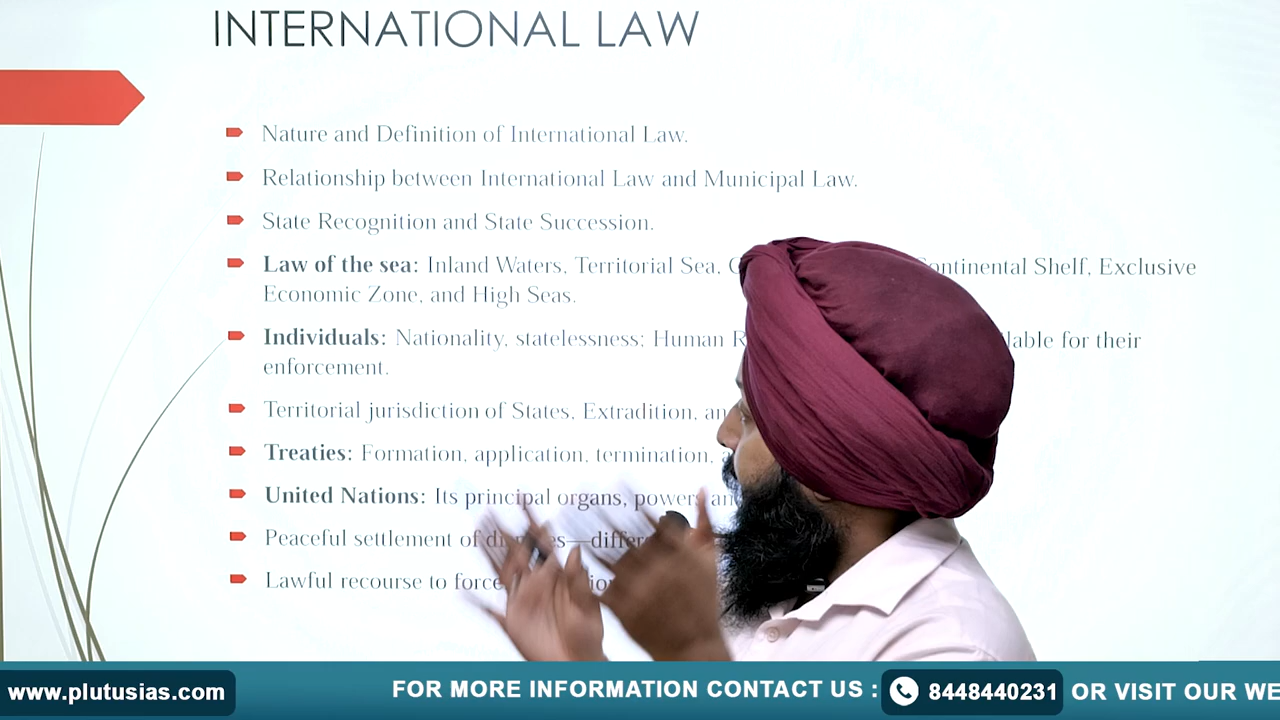 INTERNATIONAL LAW
Nature and Definition of International Law.
Relationship between International Law and Municipal Law.
State Recognition and State Succession.
Law of the sea: Inland Waters, Territorial Sea, Continental Shelf, Exclusive
Economic Zone, and High Seas.
Individuals: Nationality, statelessness; Human for their
enforcement.
Territorial jurisdiction of States, Extradition,
Treaties: Formation, application, termination,
United Nations: Its principal organs, powers
Peaceful settlement of
Lawful recourse to force
www.plutusias.com
FOR MORE INFORMATION CONTACT US : 8448440231 OR VISIT OUR WE